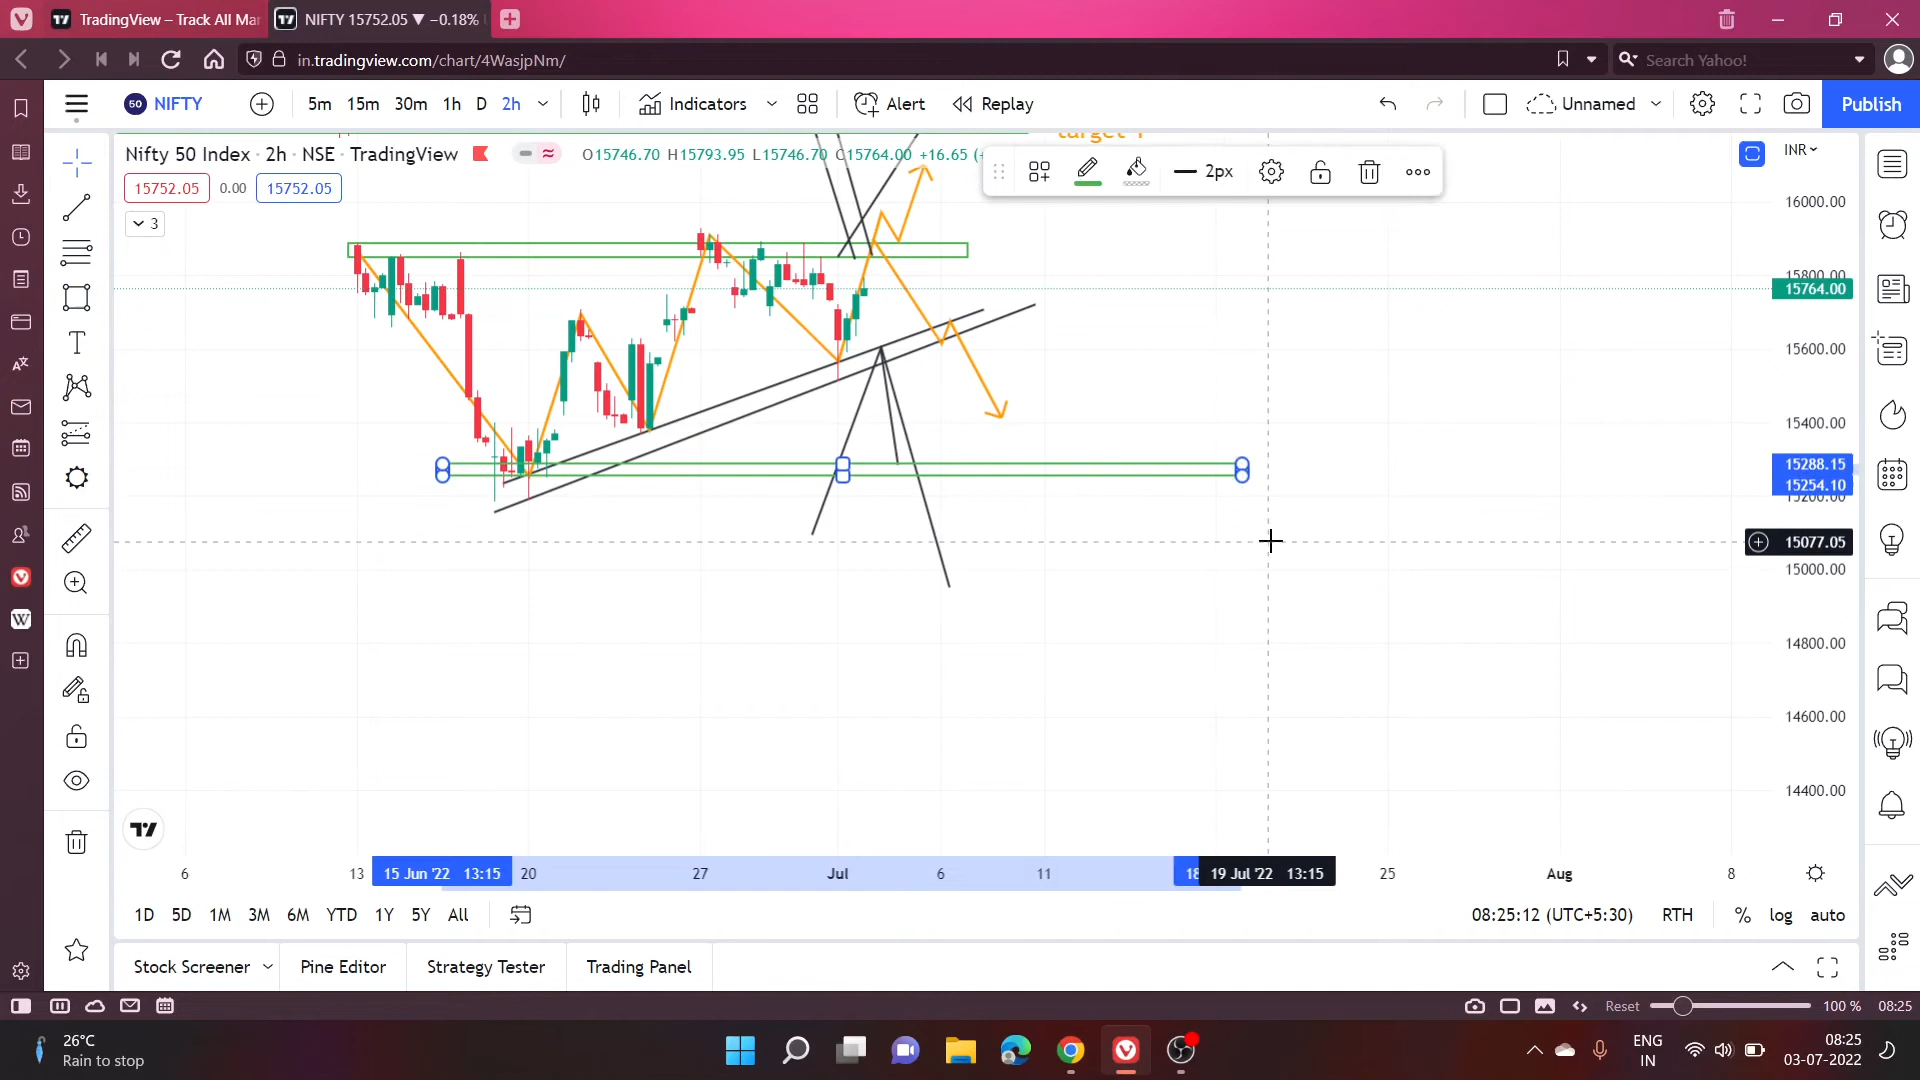 TradingView – Track All Mar
NIFTY 15752.05 ▼ −0.18%
in.tradingview.com/chart/4WasjpNm/
Search Yahoo!
50 NIFTY
5m 15m 30m 1h D 2h
Indicators
Alert
Replay
Unnamed
Publish
target 1
Nifty 50 Index · 2h · NSE · TradingView
O15746.70 H15793.95 L15746.70 C15764.00 +16.65
2px
INR
15752.05 0.00 15752.05
3
16000.00
15800.00
15764.00
15600.00
15400.00
15288.15
15254.10
15200.00
15077.05
15000.00
14800.00
14600.00
14400.00
6 13 15 Jun '22 13:15 20 27 Jul 6 11 18 19 Jul '22 13:15 25 Aug 8
1D 5D 1M 3M 6M YTD 1Y 5Y All
08:25:12 (UTC+5:30) RTH % log auto
Stock Screener Pine Editor Strategy Tester Trading Panel
Reset 100 % 08:25
26°C
Rain to stop
ENG
IN
08:25
03-07-2022